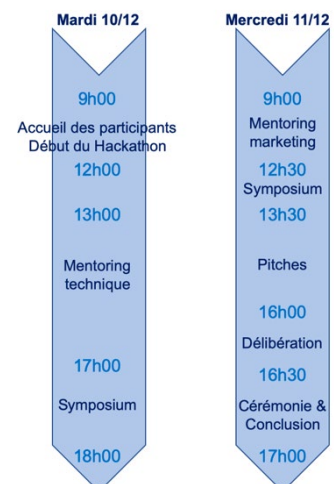 Mardi 10/12
9h00
Accueil des participants
Début du Hackathon
12h00
13h00
Mentoring
technique
17h00
Symposium
18h00
Mercredi 11/12
9h00
Mentoring
marketing
12h30
Symposium
13h30
Pitches
16h00
Délibération
16h30
Cérémonie &
Conclusion
17h00